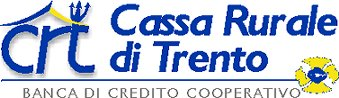 crt Cassa Rurale
di Trento
BANCA DI CREDITO COOPERATIVO